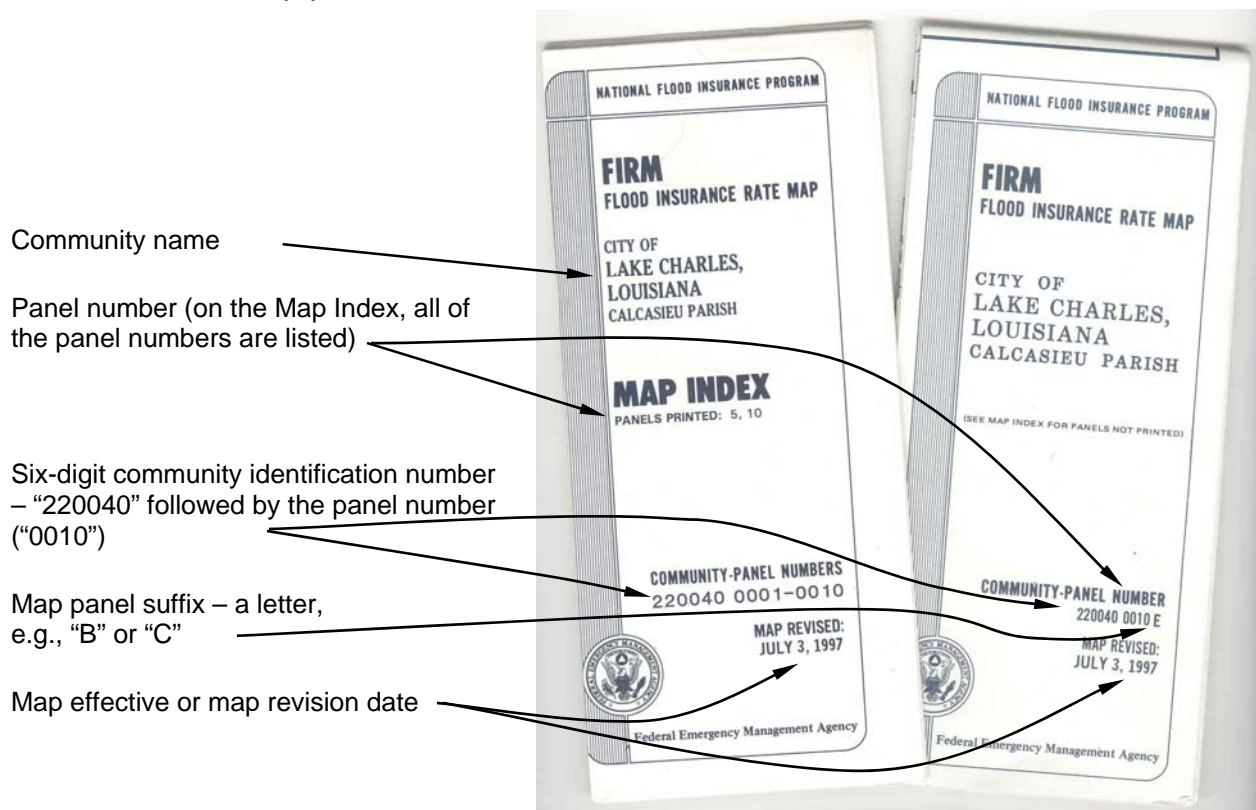 Community name
Panel number (on the Map Index, all of
the panel numbers are listed)
Six-digit community identification number
– “220040” followed by the panel number
(“0010”)
Map panel suffix – a letter,
e.g., “B” or “C”
Map effective or map revision date
NATIONAL FLOOD INSURANCE PROGRAM
FIRM
FLOOD INSURANCE RATE MAP
CITY OF
LAKE CHARLES,
LOUISIANA
CALCASIEU PARISH
MAP INDEX
PANELS PRINTED: 5, 10
COMMUNITY-PANEL NUMBERS
220040 0001-0010
MAP REVISED:
JULY 3, 1997
FEDERAL EMERGENCY MANAGEMENT AGENCY
Federal Emergency Management Agency
NATIONAL FLOOD INSURANCE PROGRAM
FIRM
FLOOD INSURANCE RATE MAP
CITY OF
LAKE CHARLES,
LOUISIANA
CALCASIEU PARISH
(SEE MAP INDEX FOR PANELS NOT PRINTED)
COMMUNITY-PANEL NUMBER
220040 0010 E
MAP REVISED:
JULY 3, 1997
Federal Emergency Management Agency